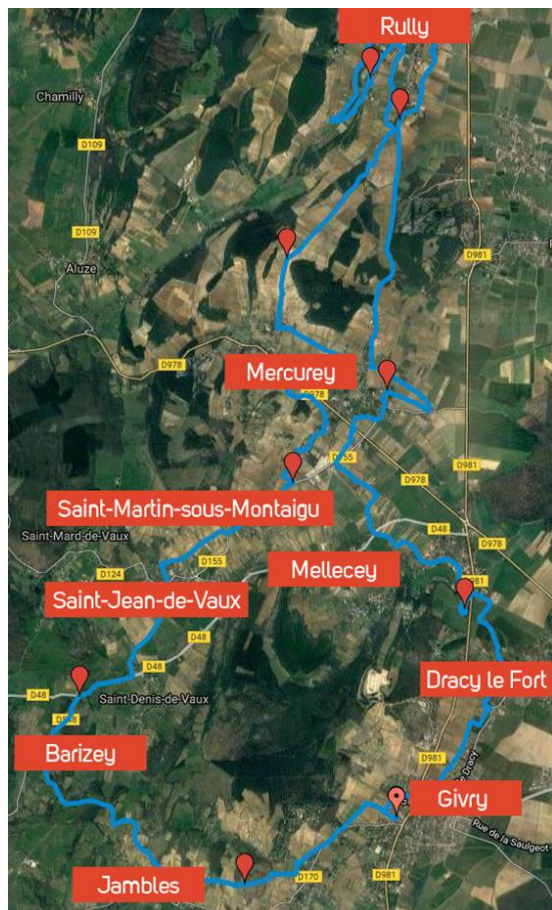 Rully
Chamilly
D109
D109
D981
Aluze
D978
Mercurey
D978
D981
D978
Saint-Martin-sous-Montaigu
D48
D978
Saint-Mard-de-Vaux
D155
Mellecey
D124
Saint-Jean-de-Vaux
D48
D48
D48
Saint-Denis-de-Vaux
Dracy le Fort
Barizey
D981
Givry
Rue de la Saulgeot
Jambles
D170
D981